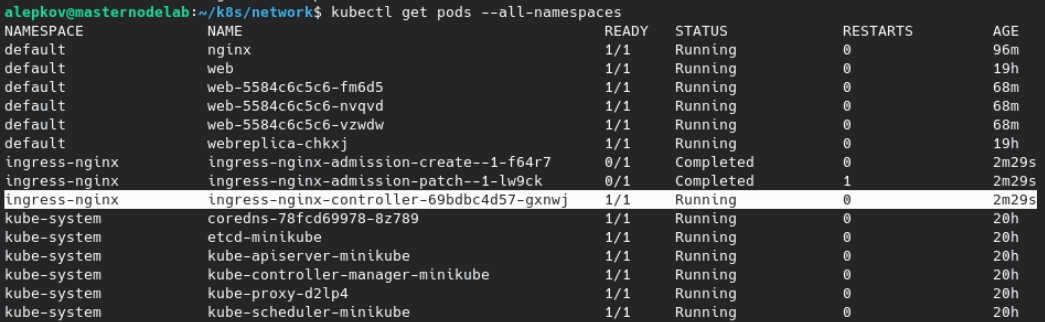 alepkov@masternodelab:~/k8s/network$ kubectl get pods --all-namespaces
NAMESPACE NAME READY STATUS RESTARTS AGE
default nginx 1/1 Running 0 96m
default web 1/1 Running 0 19h
default web-5584c6c5c6-fm6d5 1/1 Running 0 68m
default web-5584c6c5c6-nvqvd 1/1 Running 0 68m
default web-5584c6c5c6-vzwdw 1/1 Running 0 68m
default webreplica-chkxj 1/1 Running 0 19h
ingress-nginx ingress-nginx-admission-create--1-f64r7 0/1 Completed 0 2m29s
ingress-nginx ingress-nginx-admission-patch--1-lw9ck 0/1 Completed 1 2m29s
ingress-nginx ingress-nginx-controller-69bdbc4d57-gxnwj 1/1 Running 0 2m29s
kube-system coredns-78fcd69978-8z789 1/1 Running 0 20h
kube-system etcd-minikube 1/1 Running 0 20h
kube-system kube-apiserver-minikube 1/1 Running 0 20h
kube-system kube-controller-manager-minikube 1/1 Running 0 20h
kube-system kube-proxy-d2lp4 1/1 Running 0 20h
kube-system kube-scheduler-minikube 1/1 Running 0 20h